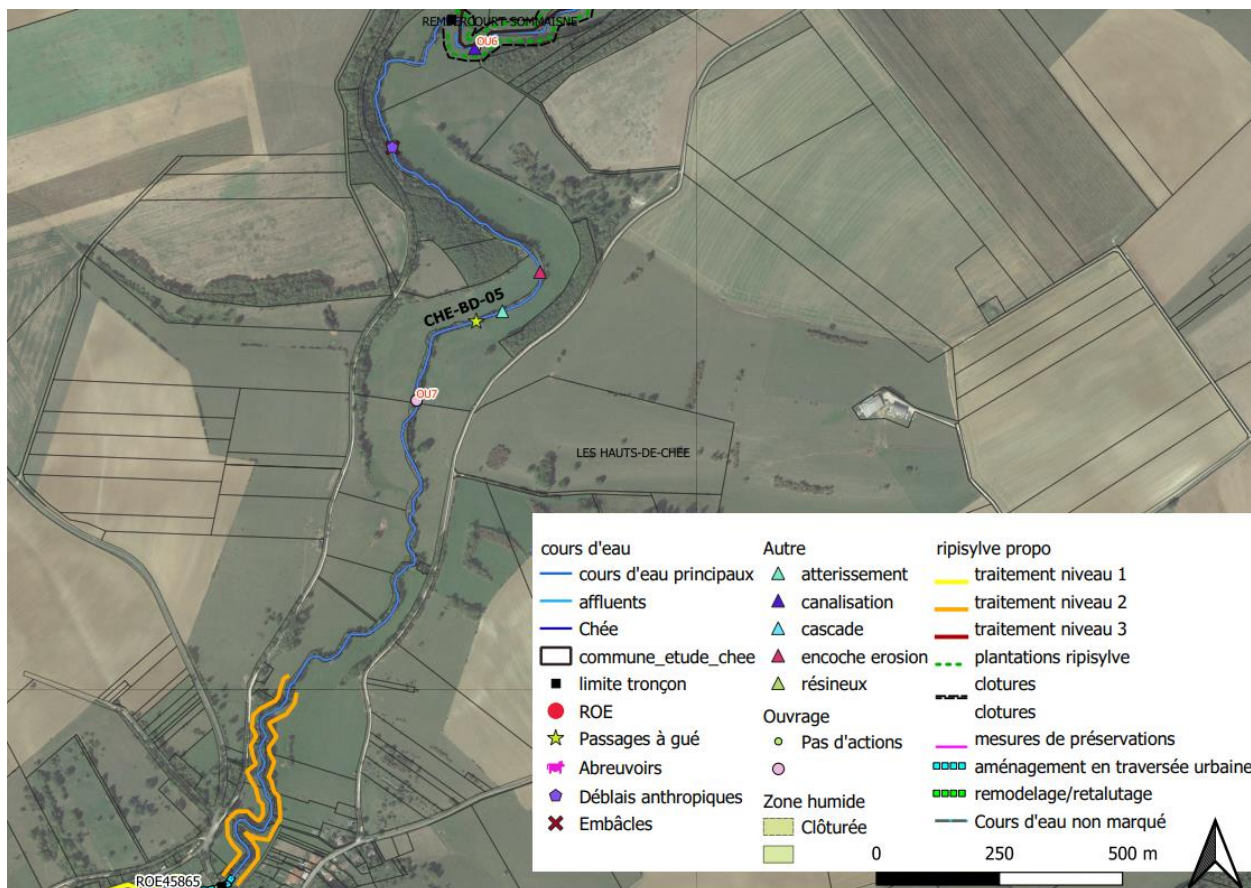 REMBERCOURT-SOMMAISNE
OU6
CHE-BD-05
OU7
LES HAUTS-DE-CHÉE
ROE45865
cours d'eau
cours d'eau principaux
affluents
Chée
commune_etude_chee
limite tronçon
ROE
Passages à gué
Abreuvoirs
Déblais anthropiques
Embâcles
Autre
atterissement
canalisation
cascade
encoche erosion
résineux
Ouvrage
Pas d'actions
Zone humide
Clôturée
ripisylve propo
traitement niveau 1
traitement niveau 2
traitement niveau 3
plantations ripisylve
clotures
clotures
mesures de préservations
aménagement en traversée urbaine
remodelage/retalutage
Cours d'eau non marqué
0 250 500 m